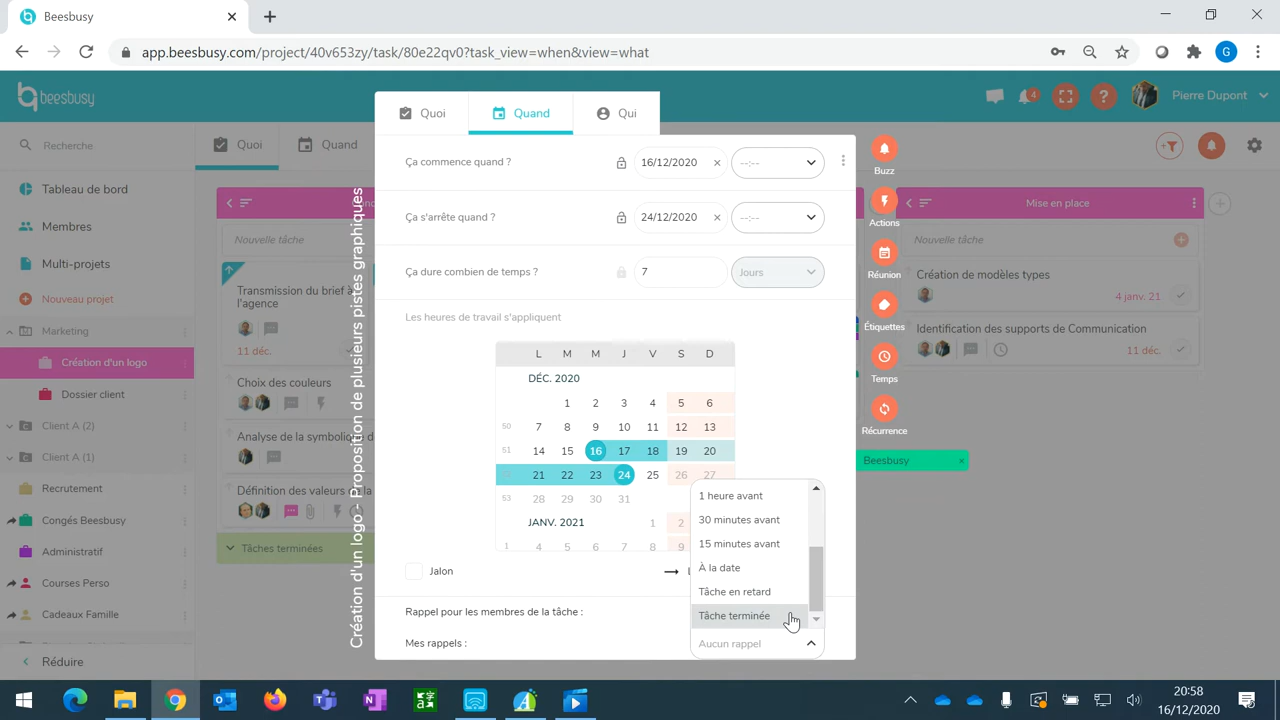 Beesbusy
app.beesbusy.com/project/40v653zy/task/80e22qv0?task_view=when&view=what
G
beesbusy
4
?
Pierre Dupont
Quoi
Quand
Qui
Recherche
Quoi
Quand
Tableau de bord
Membres
Multi-projets
Nouveau projet
Marketing
Création d'un logo
Dossier client
Client A (2)
Client A (1)
Recrutement
Congés Beesbusy
Administratif
Courses Perso
Cadeaux Famille
Réduire
Nouvelle tâche
Transmission du brief à
l'agence
11 déc.
Choix des couleurs
Analyse de la symboliq
Définition des valeurs de la
Tâches terminées
Création d'un logo - Proposition de plusieurs pistes graphiques
Ça commence quand ?
16/12/2020
--:--
Ça s'arrête quand ?
24/12/2020
--:--
Ça dure combien de temps ?
7
Jours
Les heures de travail s'appliquent
L M M J V S D
DÉC. 2020
1 2 3 4 5 6
50 7 8 9 10 11 12 13
51 14 15 16 17 18 19 20
21 22 23 24 25 26 27
53 28 29 30 31
JANV. 2021 1 2
1 4 5 6 7 8 9
Jalon
Rappel pour les membres de la tâche :
Mes rappels :
1 heure avant
30 minutes avant
15 minutes avant
À la date
Tâche en retard
Tâche terminée
Aucun rappel
Buzz
Actions
Réunion
Étiquettes
Temps
Récurrence
Mise en place
Nouvelle tâche
Création de modèles types
4 janv. 21
Identification des supports de Communication
11 déc.
Beesbusy
20:58
16/12/2020